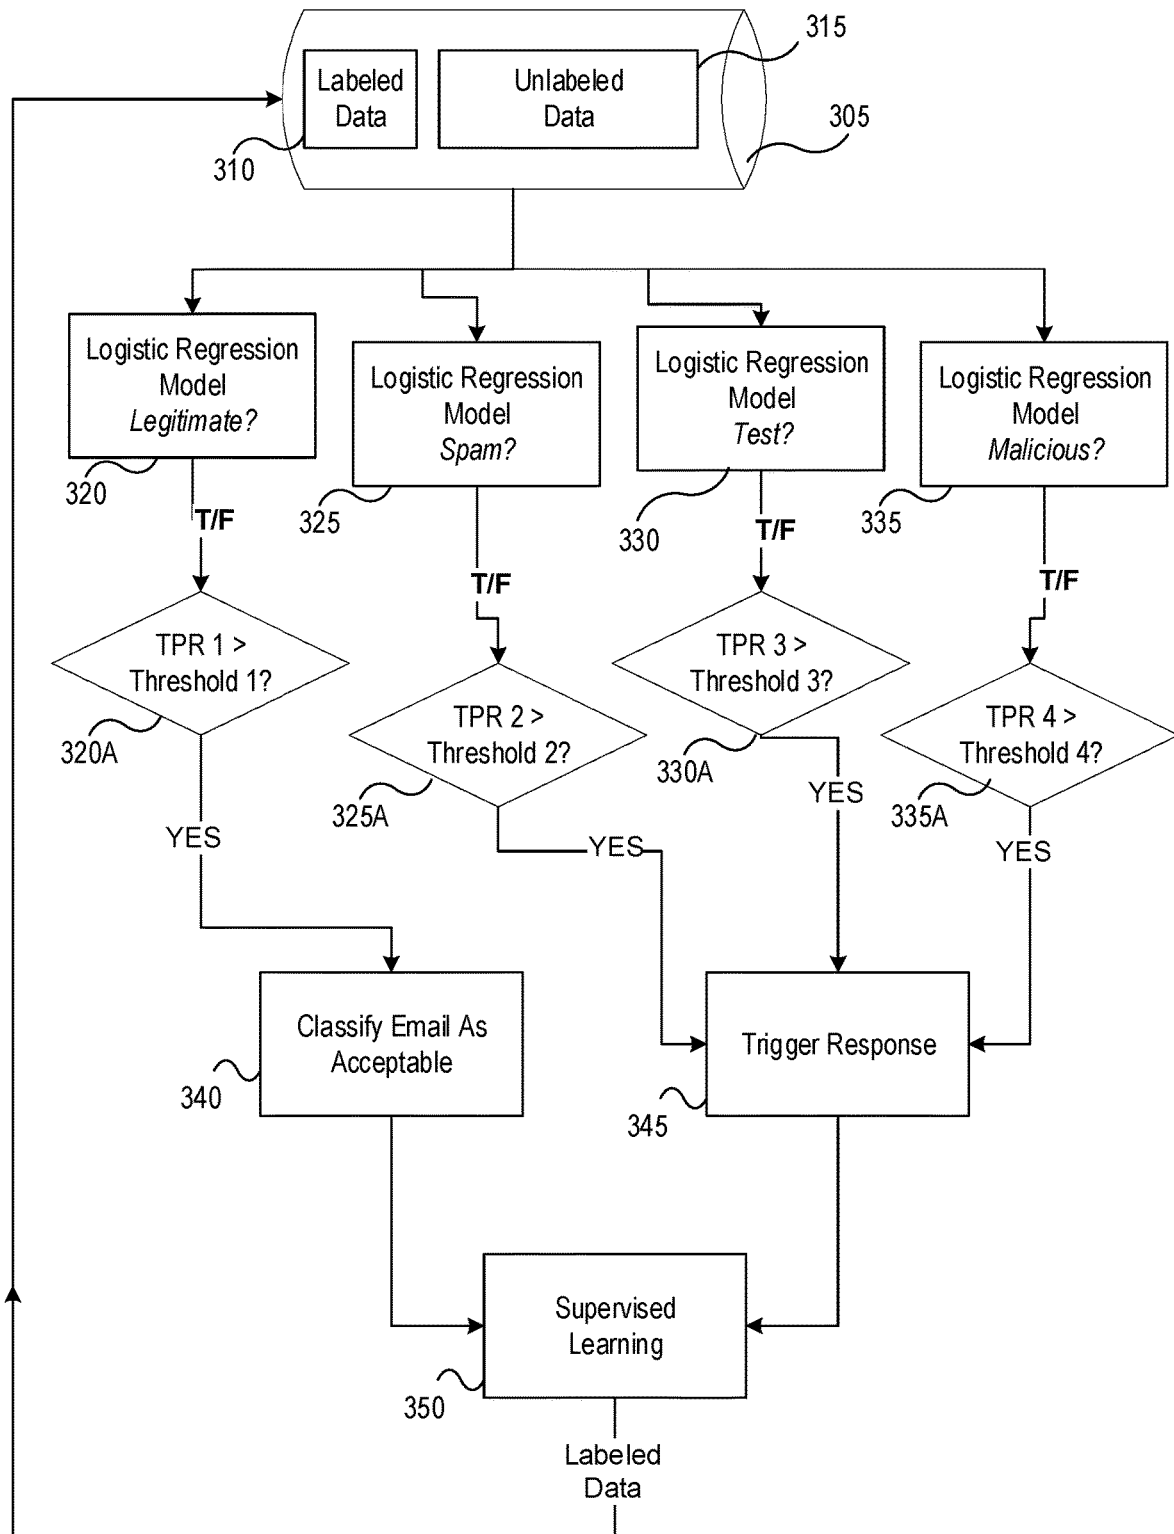 315
Labeled
Data
Unlabeled
Data
305
310
Logistic Regression
Model
Legitimate?
Logistic Regression
Model
Spam?
Logistic Regression
Model
Test?
Logistic Regression
Model
Malicious?
320
325
330
335
T/F
T/F
T/F
T/F
TPR 1 >
Threshold 1?
TPR 2 >
Threshold 2?
TPR 3 >
Threshold 3?
TPR 4 >
Threshold 4?
320A
325A
330A
335A
YES
YES
YES
YES
Classify Email As
Acceptable
Trigger Response
340
345
Supervised
Learning
350
Labeled
Data